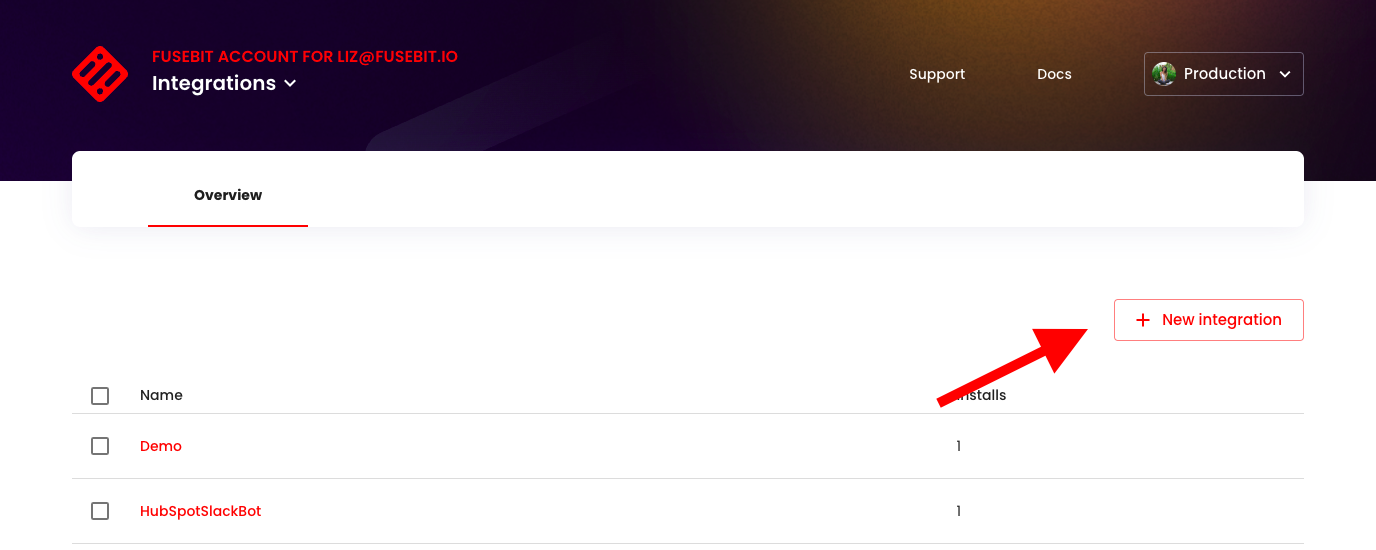 FUSEBIT ACCOUNT FOR LIZ@FUSEBIT.IO
Integrations
Support
Docs
Production
Overview
+ New integration
Name
Installs
Demo
1
HubSpotSlackBot
1